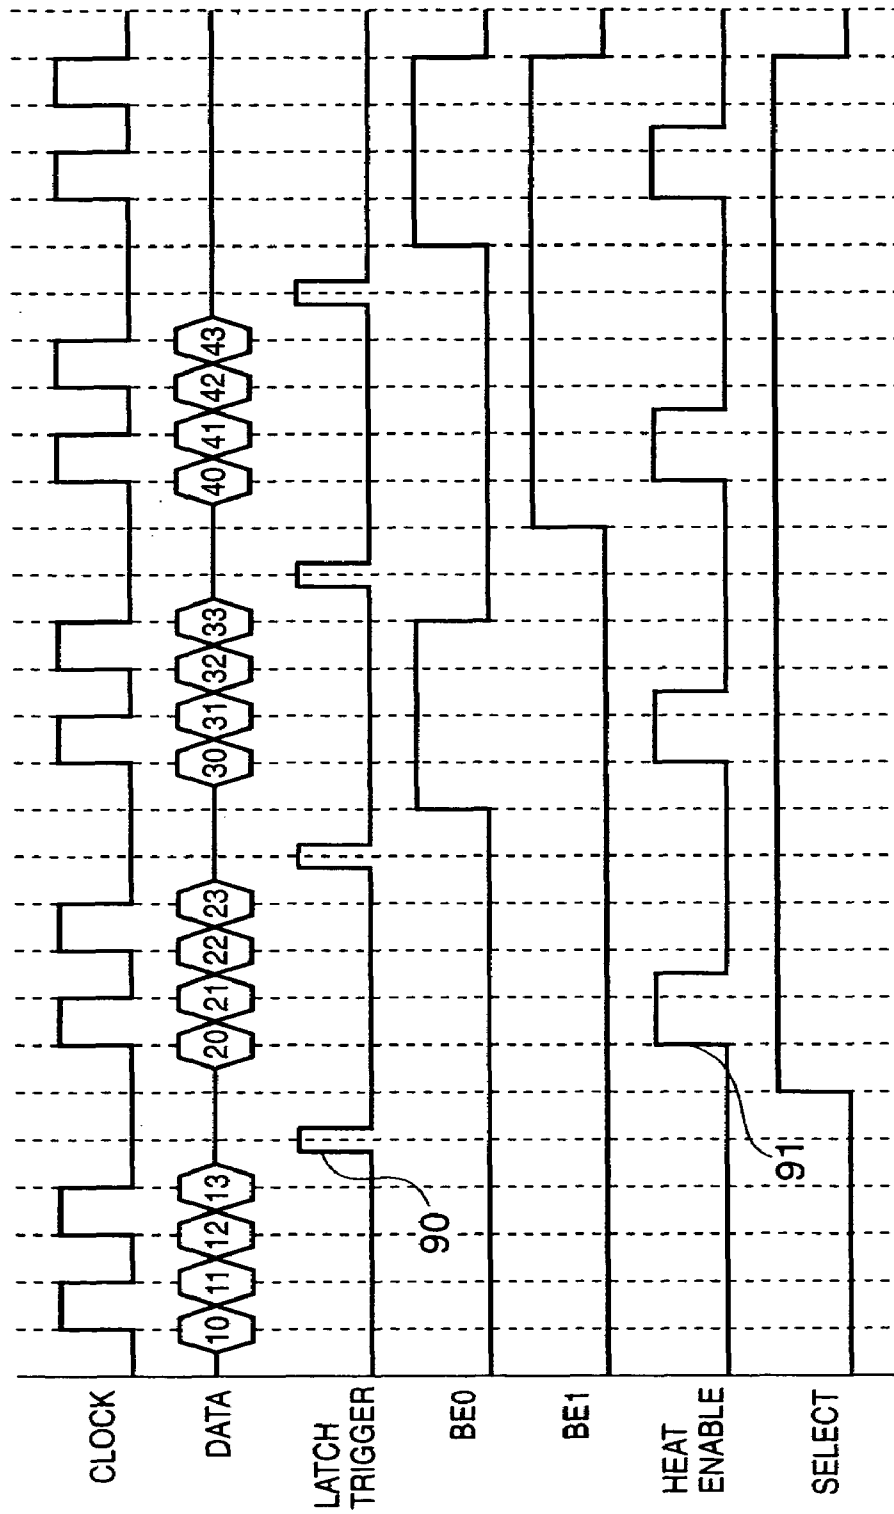 CLOCK
DATA
10 11 12 13 20 21 22 23 30 31 32 33 40 41 42 43
LATCH
TRIGGER
90
BE0
BE1
HEAT
ENABLE
91
SELECT